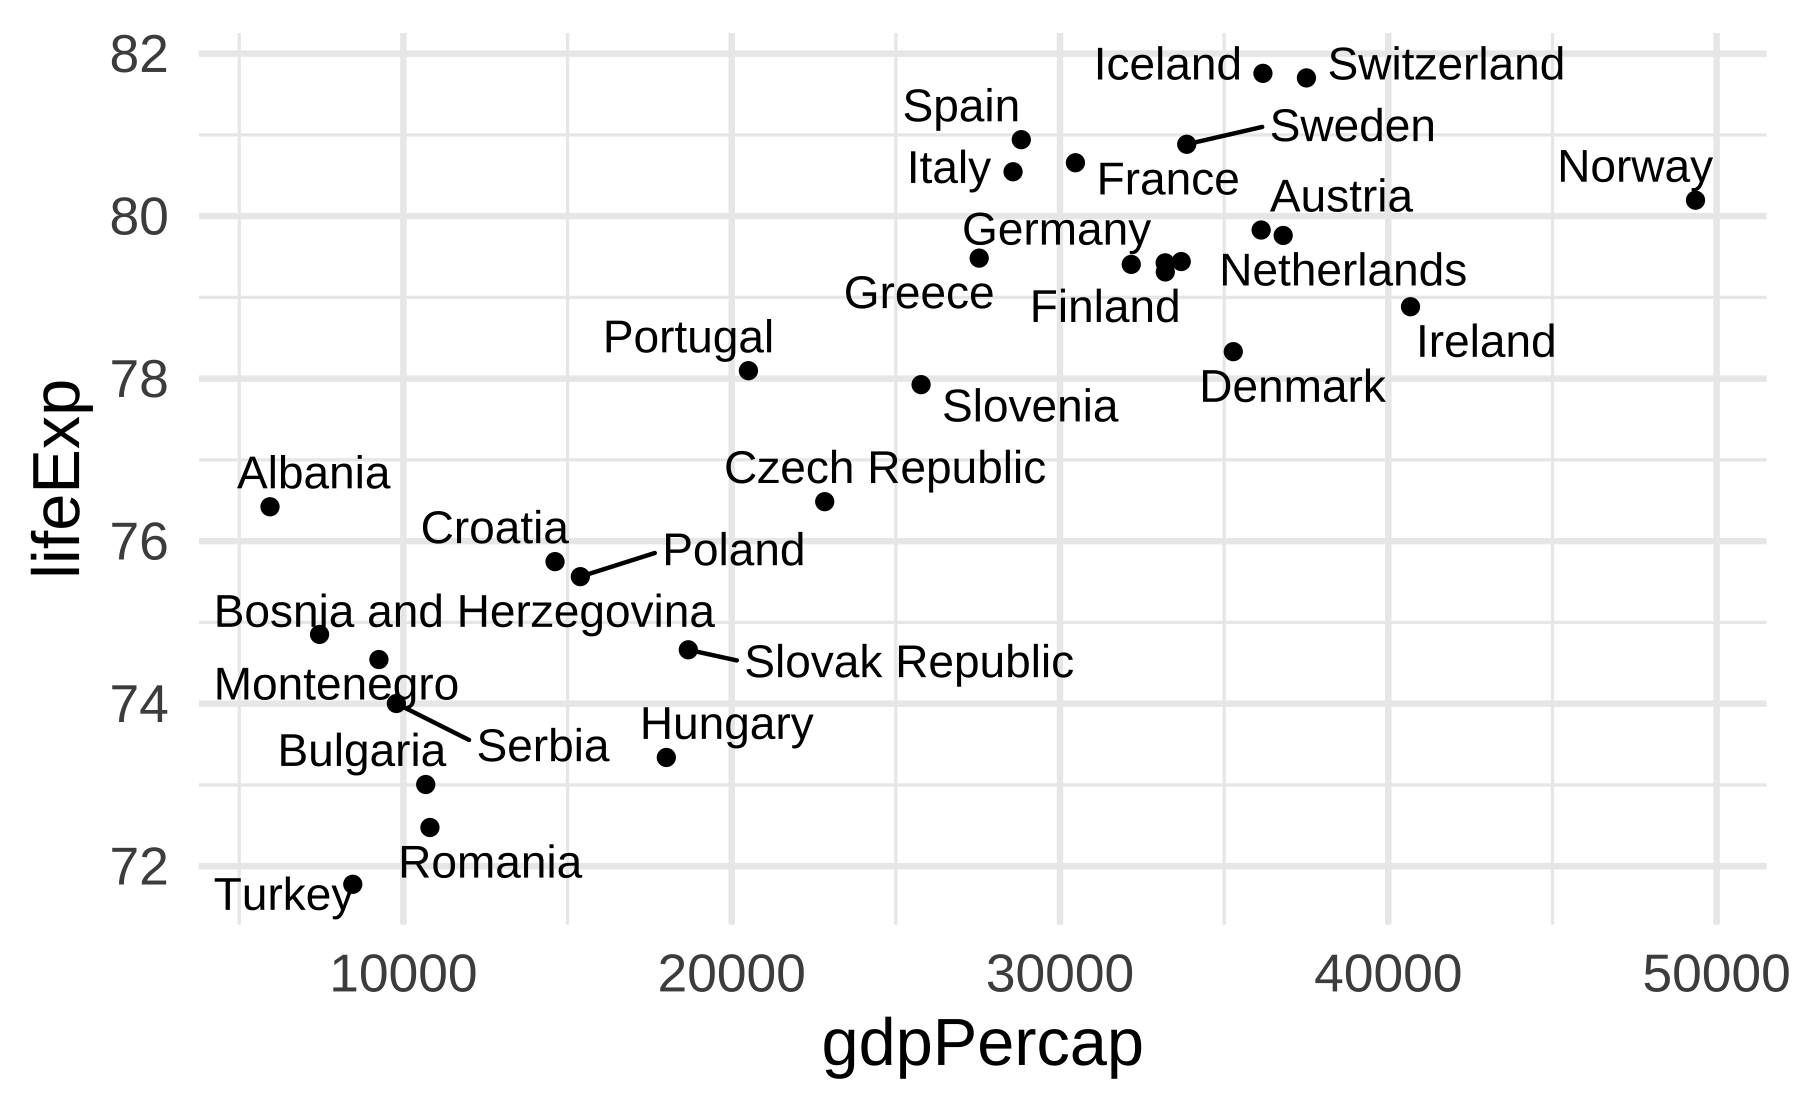 82
80
78
76
74
72
lifeExp
Iceland
Switzerland
Spain
Sweden
Italy
France
Norway
Austria
Germany
Netherlands
Greece
Finland
Portugal
Ireland
Denmark
Slovenia
Czech Republic
Albania
Croatia
Poland
Bosnia and Herzegovina
Slovak Republic
Montenegro
Hungary
Serbia
Bulgaria
Romania
Turkey
10000 20000 30000 40000 50000
gdpPercap